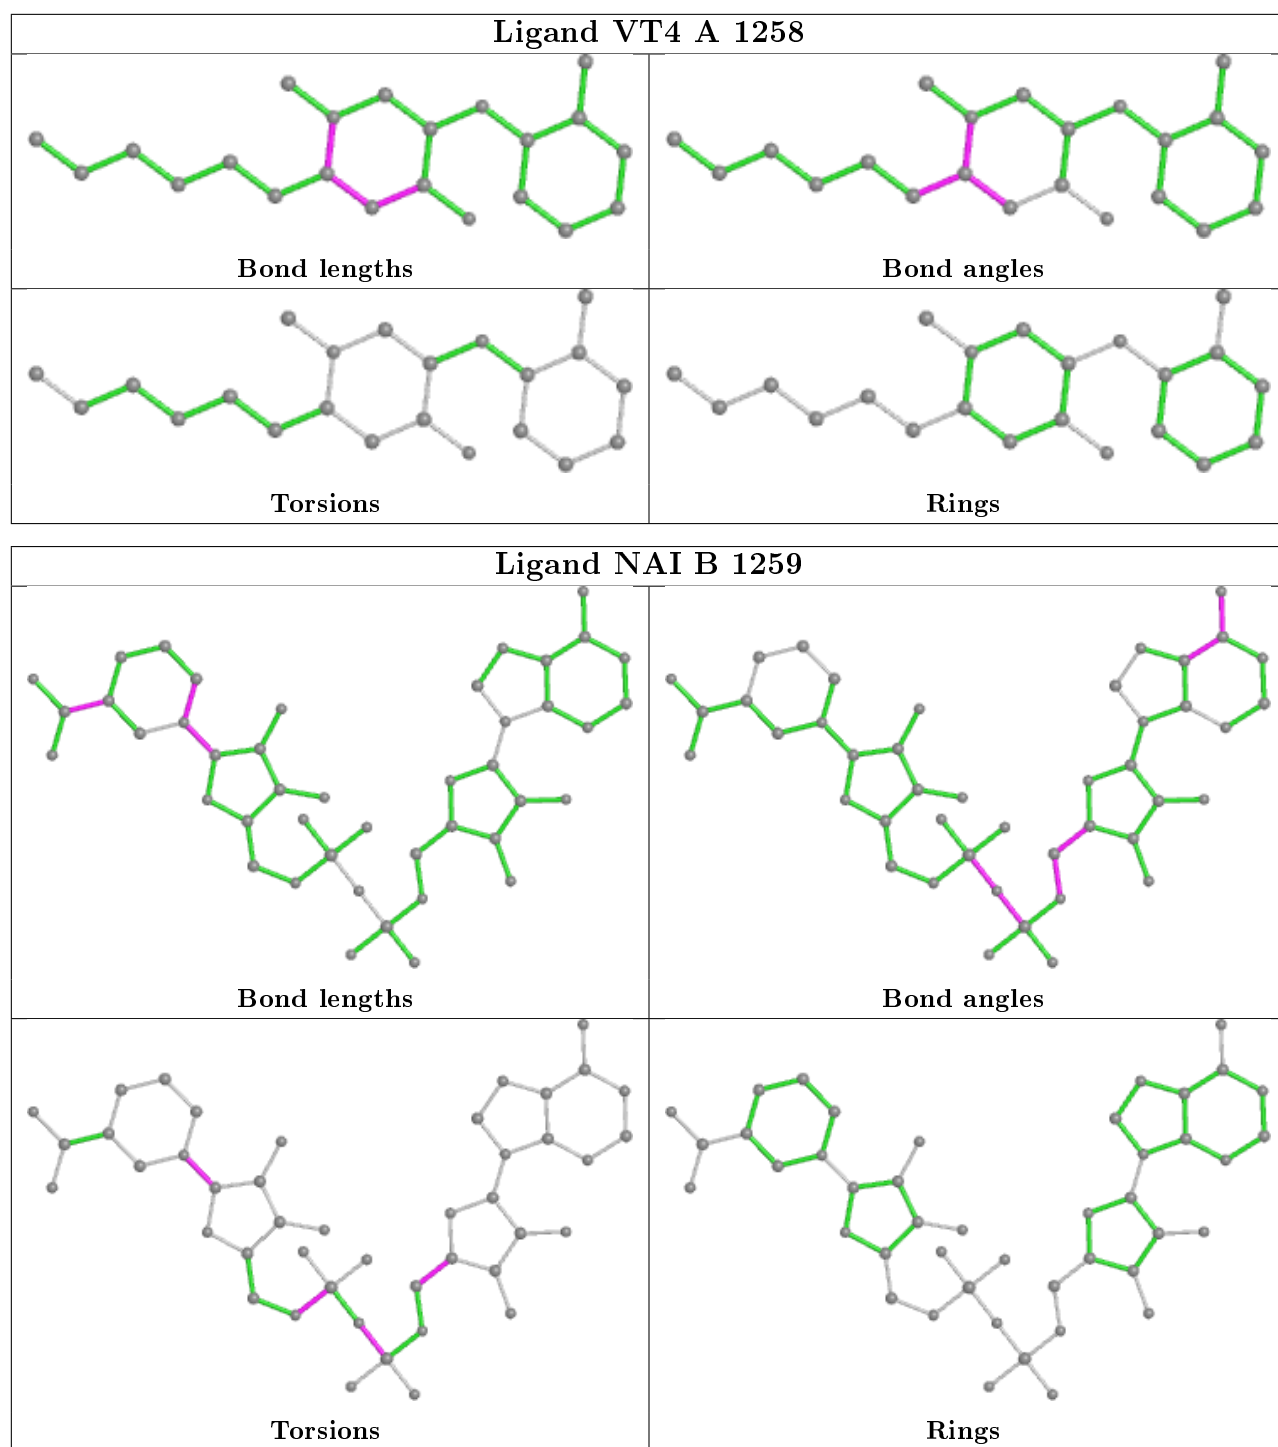 Ligand VT4 A 1258
Bond lengths
Bond angles
Torsions
Rings
Ligand NAI B 1259
Bond lengths
Bond angles
Torsions
Rings